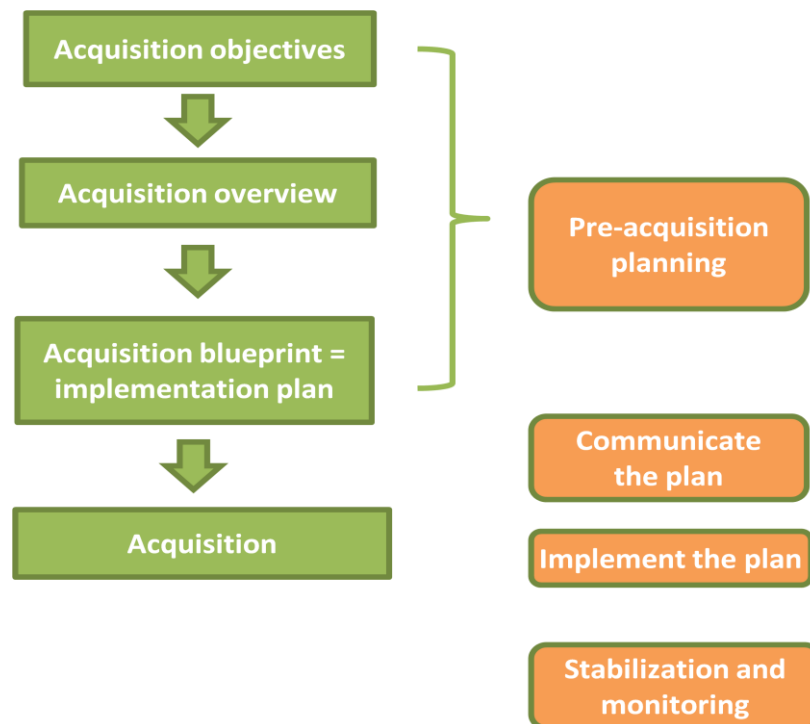 Acquisition objectives
Acquisition overview
Acquisition blueprint =
implementation plan
Acquisition
Pre-acquisition
planning
Communicate
the plan
Implement the plan
Stabilization and
monitoring